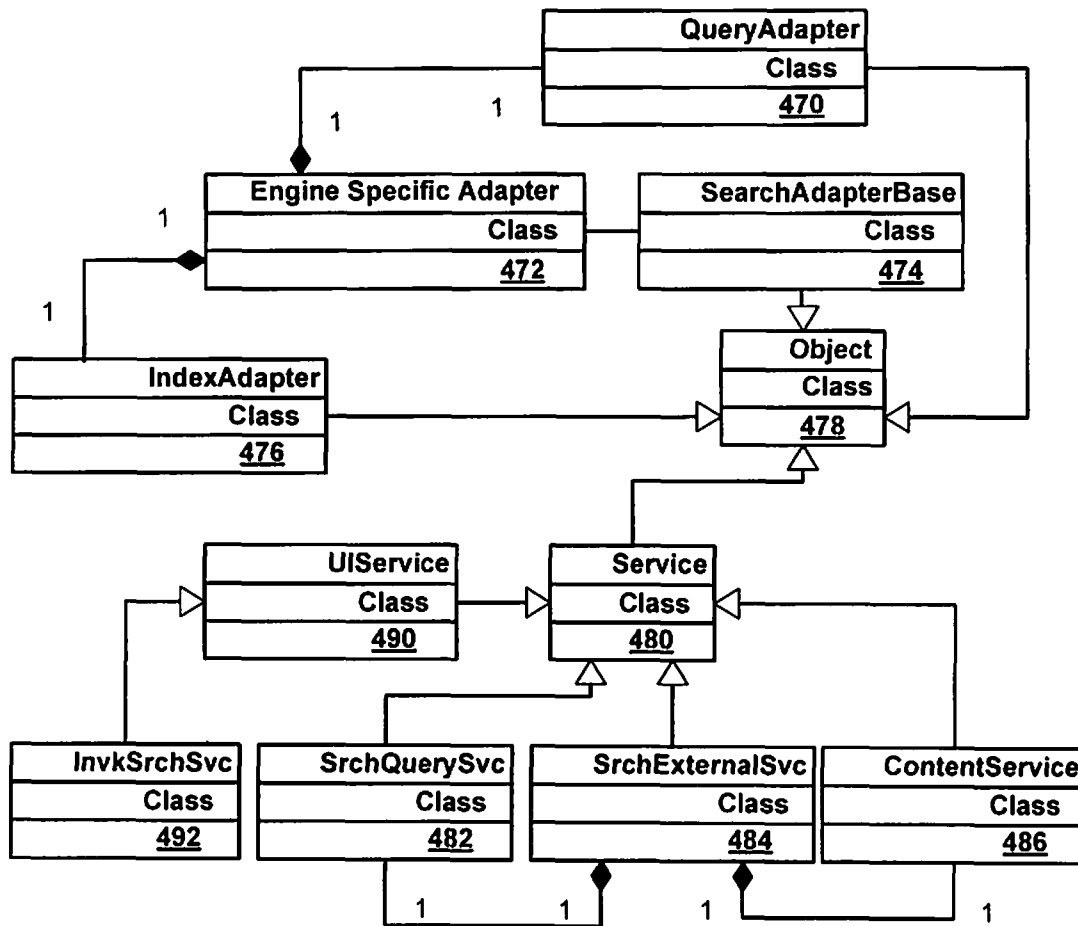 QueryAdapter
Class
470
1
1
Engine Specific Adapter
Class
472
SearchAdapterBase
Class
474
1
1
Object
Class
478
IndexAdapter
Class
476
UIService
Class
490
Service
Class
480
InvkSrchSvc
Class
492
SrchQuerySvc
Class
482
SrchExternalSvc
Class
484
ContentService
Class
486
1
1
1
1